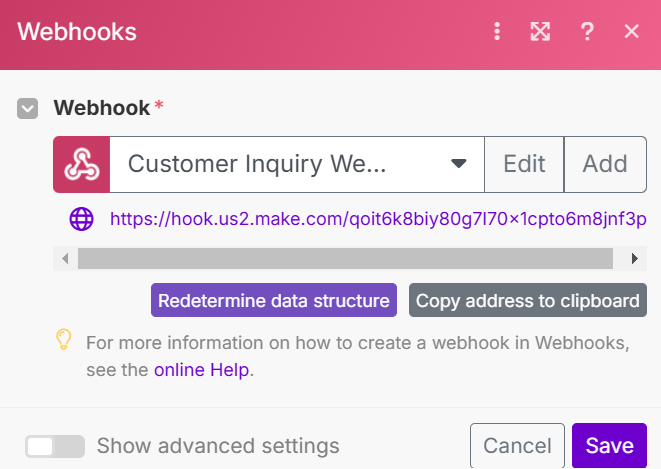 Webhooks
Webhook *
Customer Inquiry We...
Edit
Add
https://hook.us2.make.com/qoit6k8biy80g7l70x1cpto6m8jnf3p
Redetermine data structure
Copy address to clipboard
For more information on how to create a webhook in Webhooks,
see the online Help.
Show advanced settings
Cancel
Save